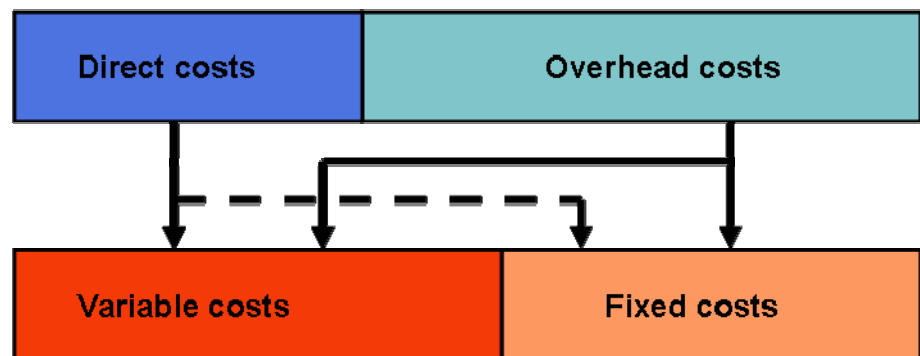 Direct costs
Overhead costs
Variable costs
Fixed costs